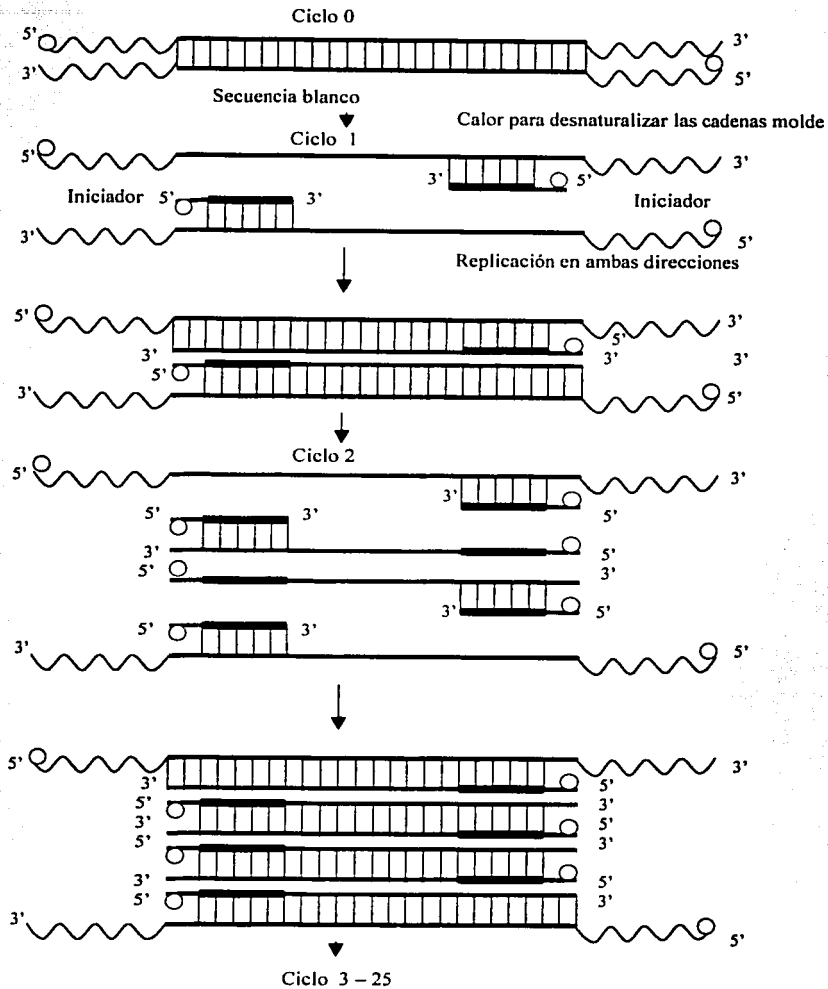 Ciclo 0
5' 3'
3' 5'
Secuencia blanco
Calor para desnaturalizar las cadenas molde
Ciclo 1
5' 3'
3' 5'
Iniciador 5' 3' Iniciador
3' 5'
Replicación en ambas direcciones
5' 3'
5'
3' 3' 3'
5'
3' 5'
Ciclo 2
5' 3'
3'
5' 3' 5'
3' 5'
5' 3'
3' 5'
5' 3'
3' 5'
5' 3'
3' 5'
5' 3'
3' 5'
5' 3'
3' 5'
5' 3'
3' 5'
Ciclo 3 – 25